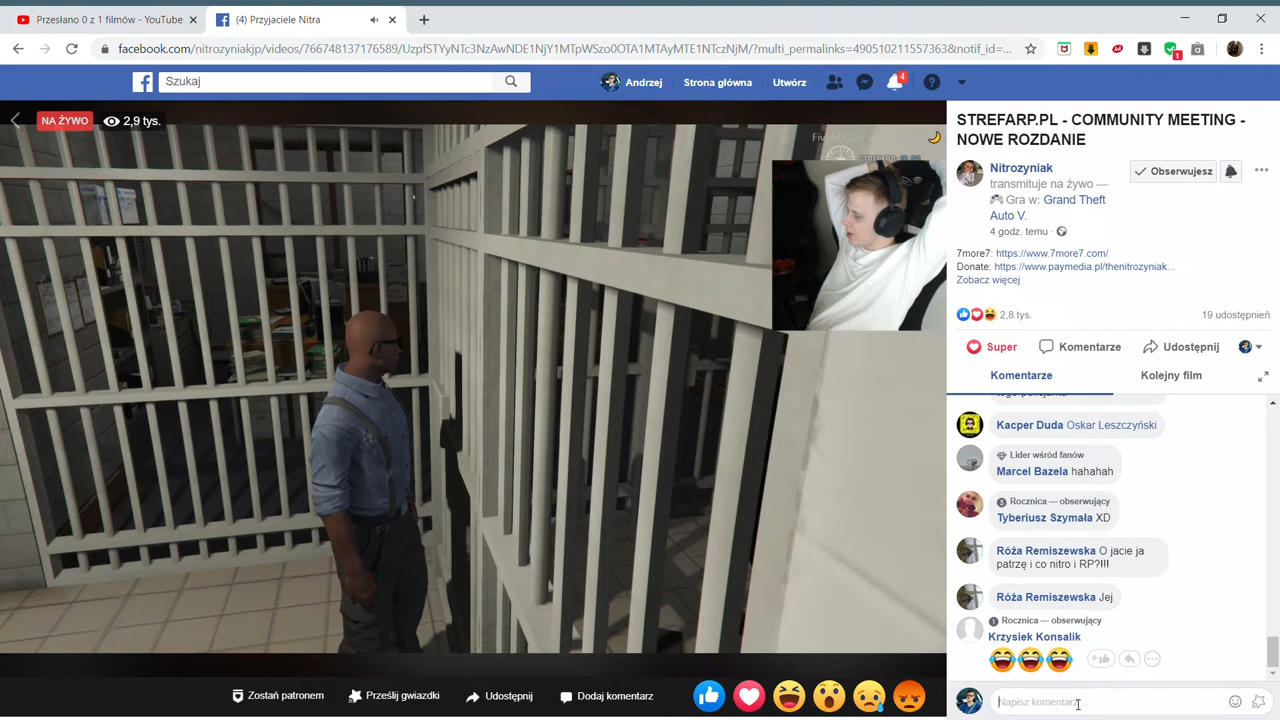 Przesłano 0 z 1 filmów - YouTube
(4) Przyjaciele Nitra
facebook.com/nitrozyniakjp/videos/766748137176589/UzpfSTYyNTc3NzAwNDE1NjY1MTpWSzo0OTA1MTAyMTE1NTczNjM/?multi_permalinks=490510211557363&notif_id=...
1
Szukaj
Andrzej
Strona główna
Utwórz
4
NA ŻYWO
2,9 tys.
STREFARP.PL - COMMUNITY MEETING -
NOWE ROZDANIE
Nitrozyniak
transmituje na żywo —
Gra w: Grand Theft
Auto V.
4 godz. temu
Obserwujesz
7more7: https://www.7more7.com/
Donate: https://www.paymedia.pl/thenitrozyniak...
Zobacz więcej
2,8 tys.
19 udostępnień
Super
Komentarze
Udostępnij
Komentarze
Kolejny film
Kacper Duda Oskar Leszczyński
Lider wśród fanów
Marcel Bazela hahahah
Rocznica — obserwujący
Tyberiusz Szymała XD
Róża Remiszewska O jacie ja
patrzę i co nitro i RP?!!!
Róża Remiszewska Jej
Rocznica — obserwujący
Krzysiek Konsalik
Napisz komentarz...
Zostań patronem
Prześlij gwiazdki
Udostępnij
Dodaj komentarz